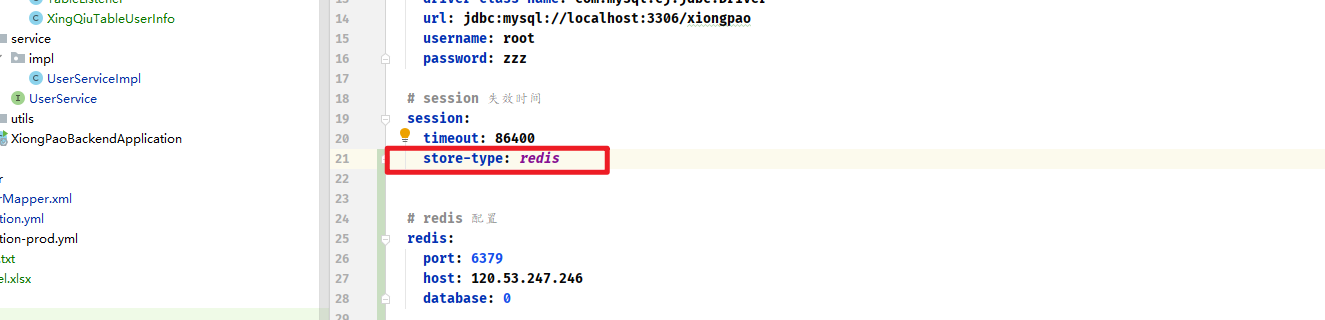 TableListener
XingQiuTableUserInfo
service
impl
UserServiceImpl
UserService
utils
XiongPaoBackendApplication
rMapper.xml
tion.yml
tion-prod.yml
.txt
el.xlsx
13 driver-class-name: com.mysql.cj.jdbc.Driver
14 url: jdbc:mysql://localhost:3306/xiongpao
15 username: root
16 password: zzz
17
18 # session 失效时间
19 session:
20 timeout: 86400
21 store-type: redis
22
23
24 # redis 配置
25 redis:
26 port: 6379
27 host: 120.53.247.246
28 database: 0
29